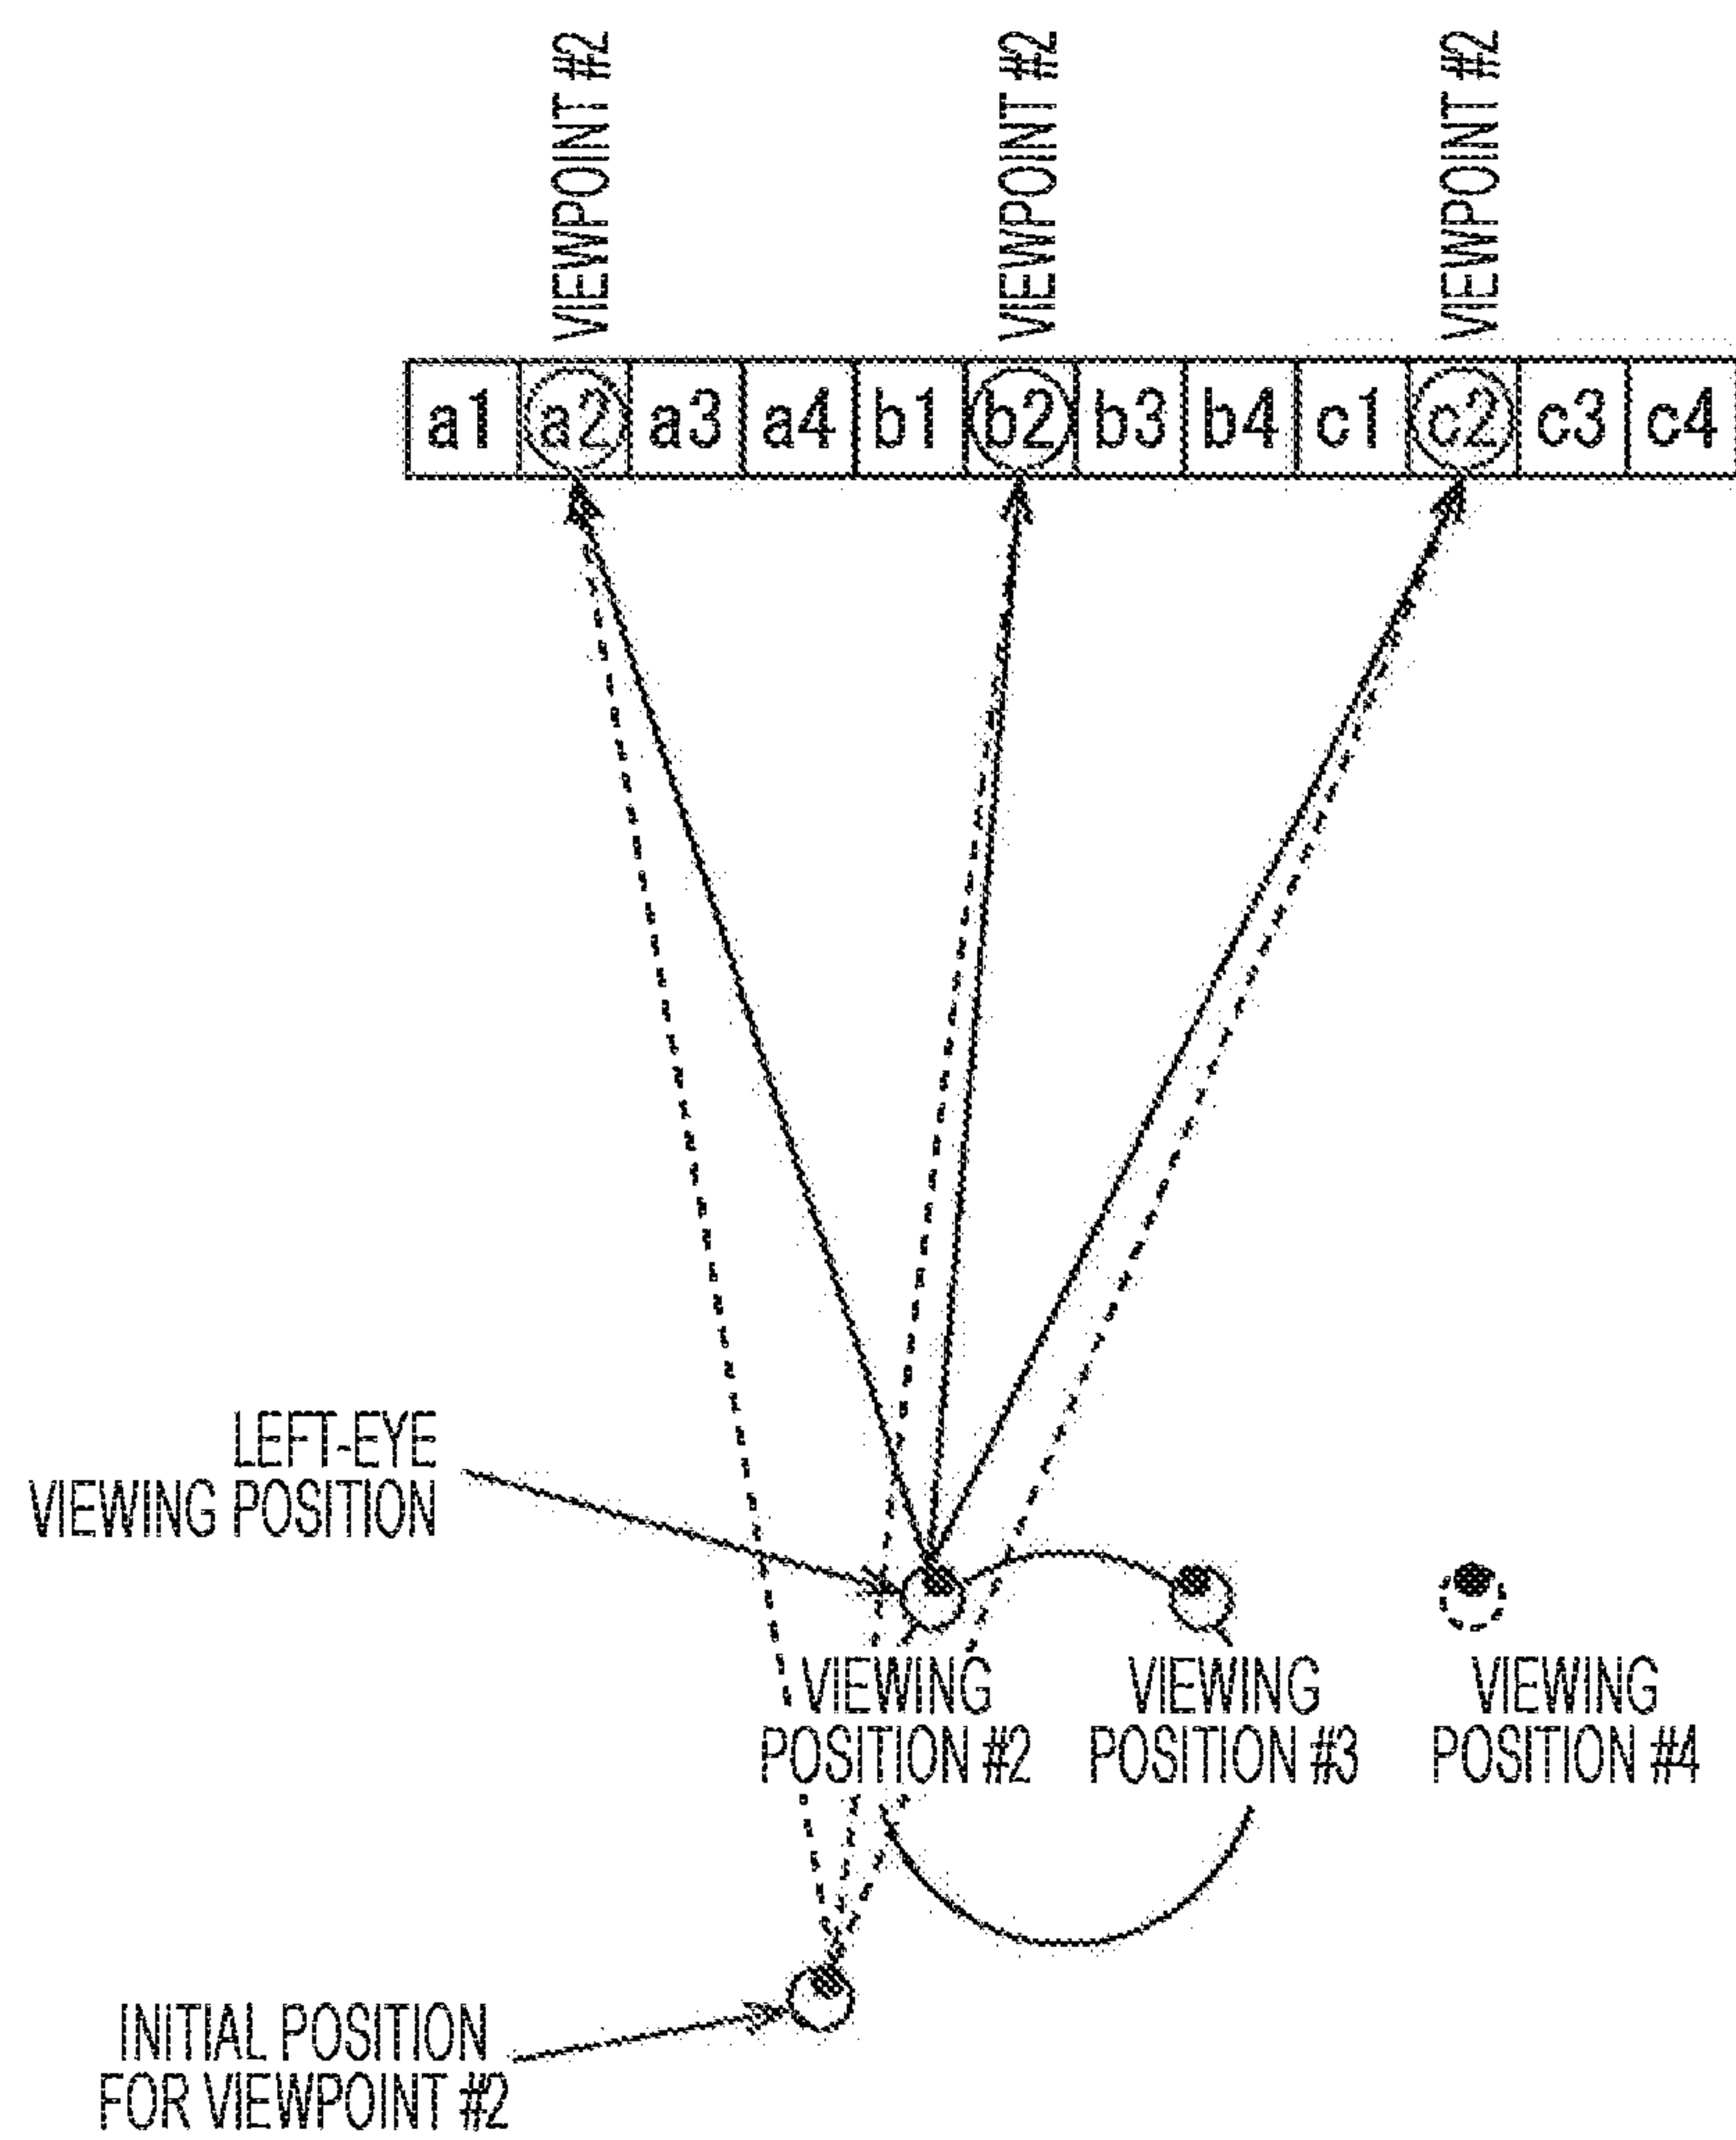 VIEWPOINT #2
VIEWPOINT #2
VIEWPOINT #2
a1 a2 a3 a4 b1 b2 b3 b4 c1 c2 c3 c4
LEFT-EYE
VIEWING POSITION
VIEWING
POSITION #2
VIEWING
POSITION #3
VIEWING
POSITION #4
INITIAL POSITION
FOR VIEWPOINT #2